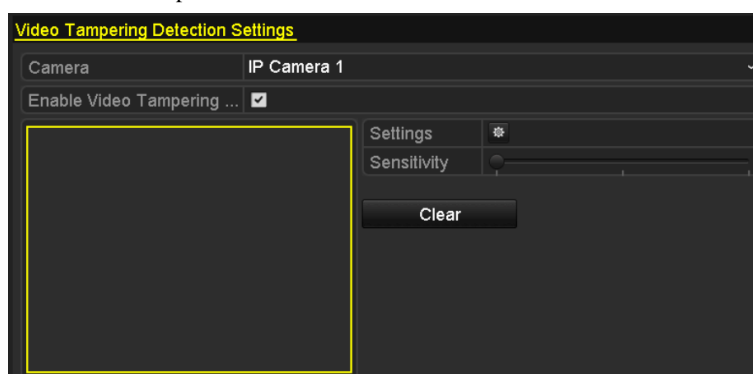 Video Tampering Detection Settings
Camera IP Camera 1
Enable Video Tampering ...
Settings
Sensitivity
Clear